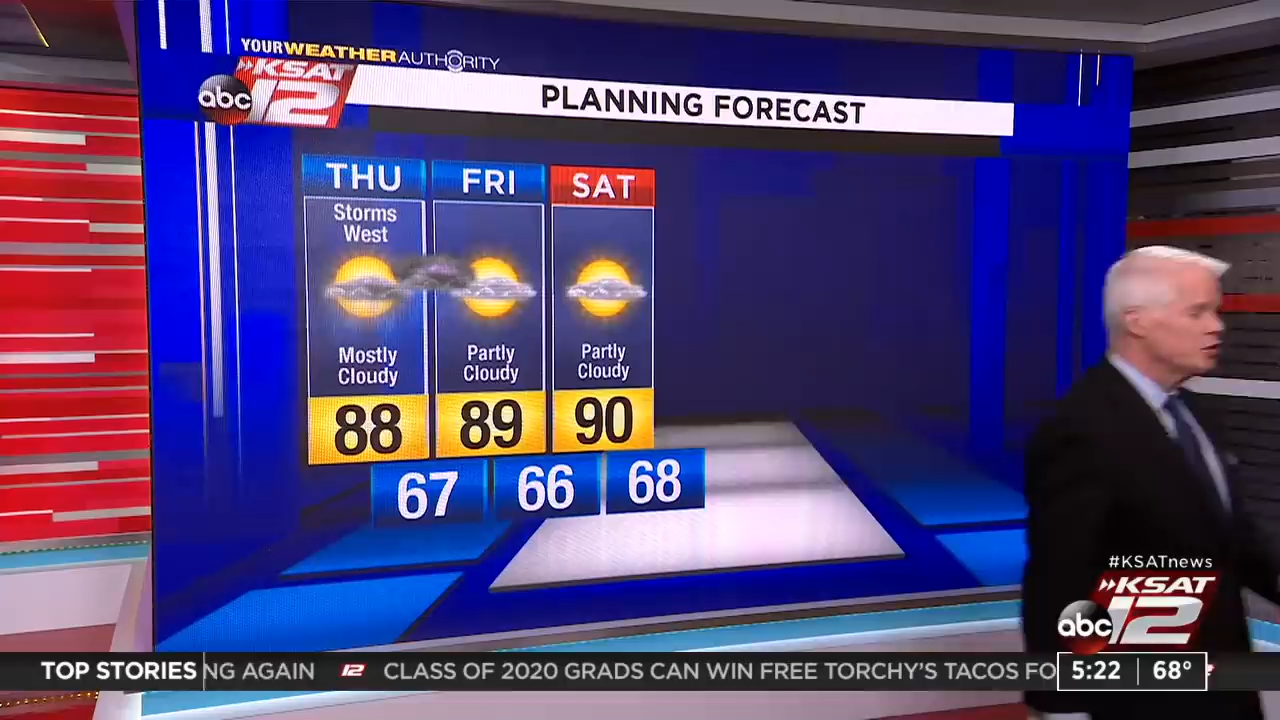 YOURWEATHERAUTHORITY
KSAT
abc 12
PLANNING FORECAST
THU
Storms
West
Mostly
Cloudy
88
FRI
Partly
Cloudy
89
SAT
Partly
Cloudy
90
67
66
68
#KSATnews
KSAT
abc 12
TOP STORIES NG AGAIN 12 CLASS OF 2020 GRADS CAN WIN FREE TORCHY'S TACOS FO
5:22 68°